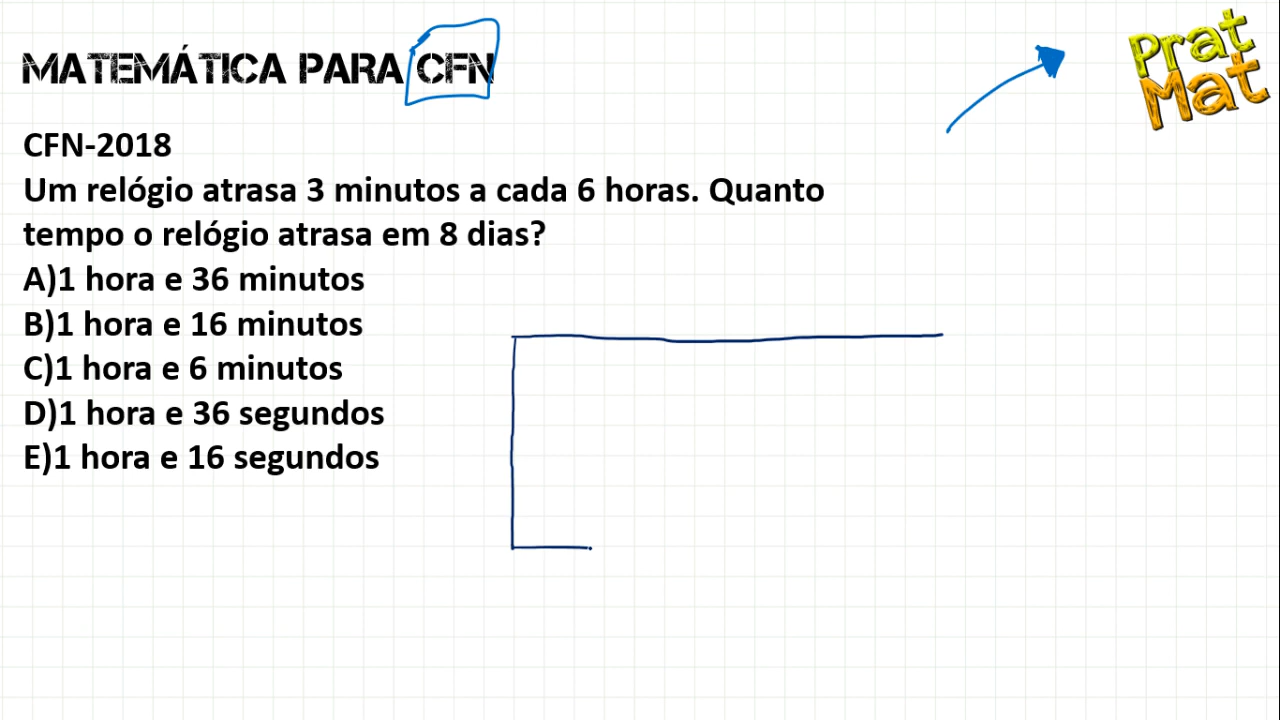 MATEMÁTICA PARA CFN
Prat
Mat
CFN-2018
Um relógio atrasa 3 minutos a cada 6 horas. Quanto
tempo o relógio atrasa em 8 dias?
A)1 hora e 36 minutos
B)1 hora e 16 minutos
C)1 hora e 6 minutos
D)1 hora e 36 segundos
E)1 hora e 16 segundos